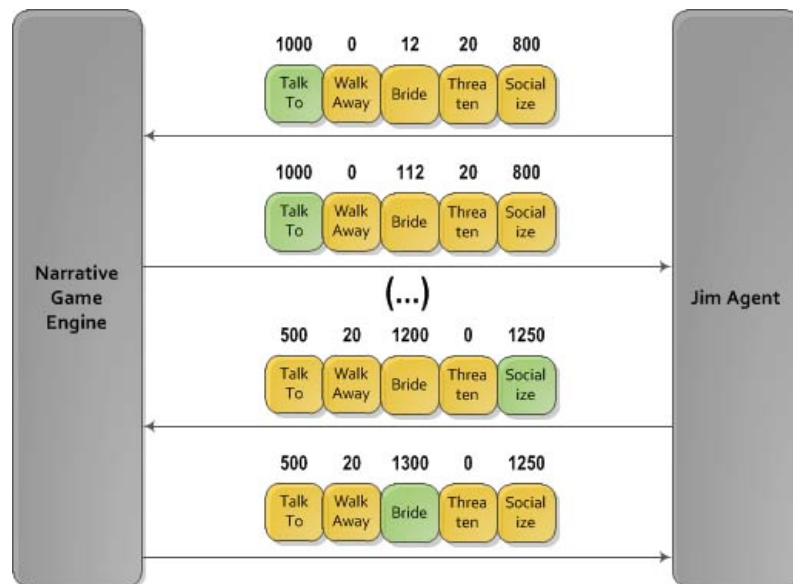 1000 0 12 20 800
Talk Walk Bride Threa Social
To Away ten ize
1000 0 112 20 800
Talk Walk Bride Threa Social
To Away ten ize
Narrative
Game
Engine
(...)
Jim Agent
500 20 1200 0 1250
Talk Walk Bride Threa Social
To Away ten ize
500 20 1300 0 1250
Talk Walk Bride Threa Social
To Away ten ize